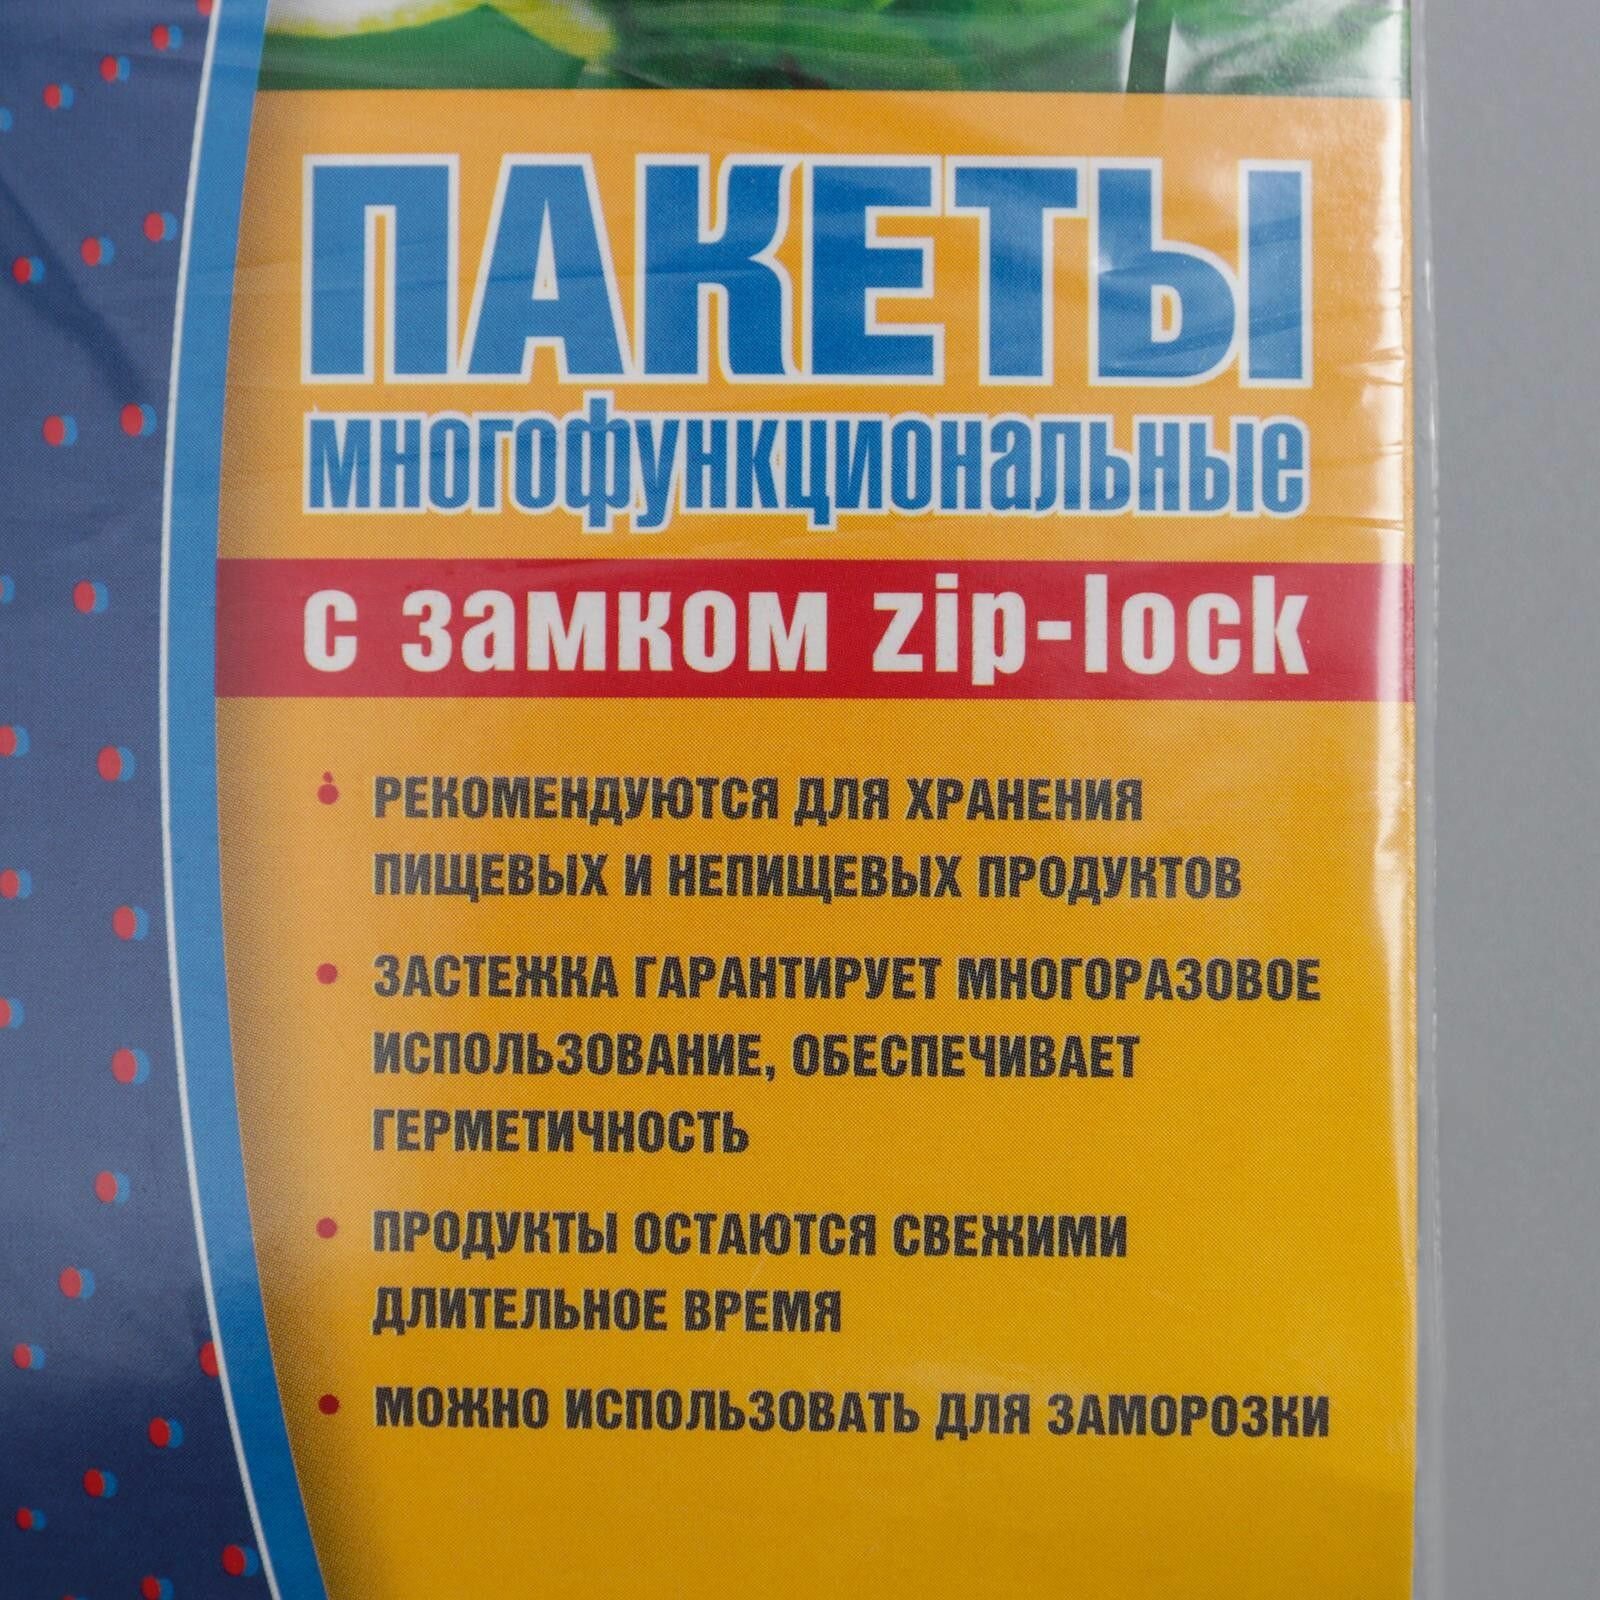 ПАКЕТЫ
многофункциональные
с замком zip-lock
• РЕКОМЕНДУЮТСЯ ДЛЯ ХРАНЕНИЯ
ПИЩЕВЫХ И НЕПИЩЕВЫХ ПРОДУКТОВ
• ЗАСТЕЖКА ГАРАНТИРУЕТ МНОГОРАЗОВОЕ
ИСПОЛЬЗОВАНИЕ, ОБЕСПЕЧИВАЕТ
ГЕРМЕТИЧНОСТЬ
• ПРОДУКТЫ ОСТАЮТСЯ СВЕЖИМИ
ДЛИТЕЛЬНОЕ ВРЕМЯ
• МОЖНО ИСПОЛЬЗОВАТЬ ДЛЯ ЗАМОРОЗКИ